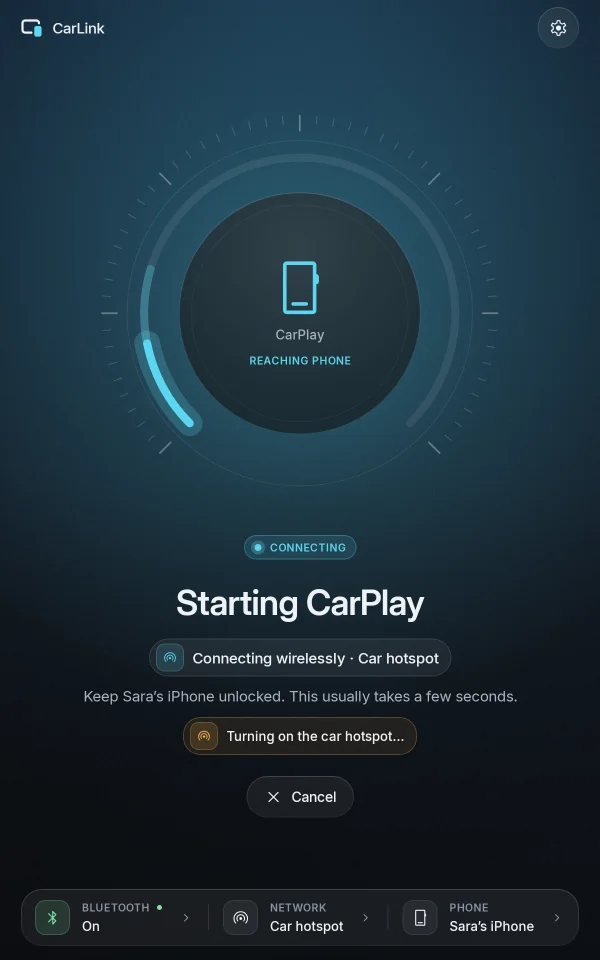 CarLink
CarPlay
REACHING PHONE
CONNECTING
Starting CarPlay
Connecting wirelessly · Car hotspot
Keep Sara’s iPhone unlocked. This usually takes a few seconds.
Turning on the car hotspot…
Cancel
BLUETOOTH
On
NETWORK
Car hotspot
PHONE
Sara’s iPhone